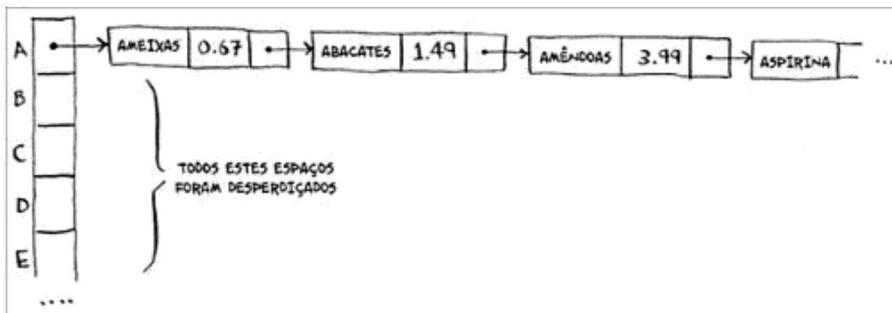 A
AMEIXAS 0.67 ABACATES 1.49 AMÊNDOAS 3.99 ASPIRINA ...
B
C
TODOS ESTES ESPAÇOS
FORAM DESPERDIÇADOS
D
E
....